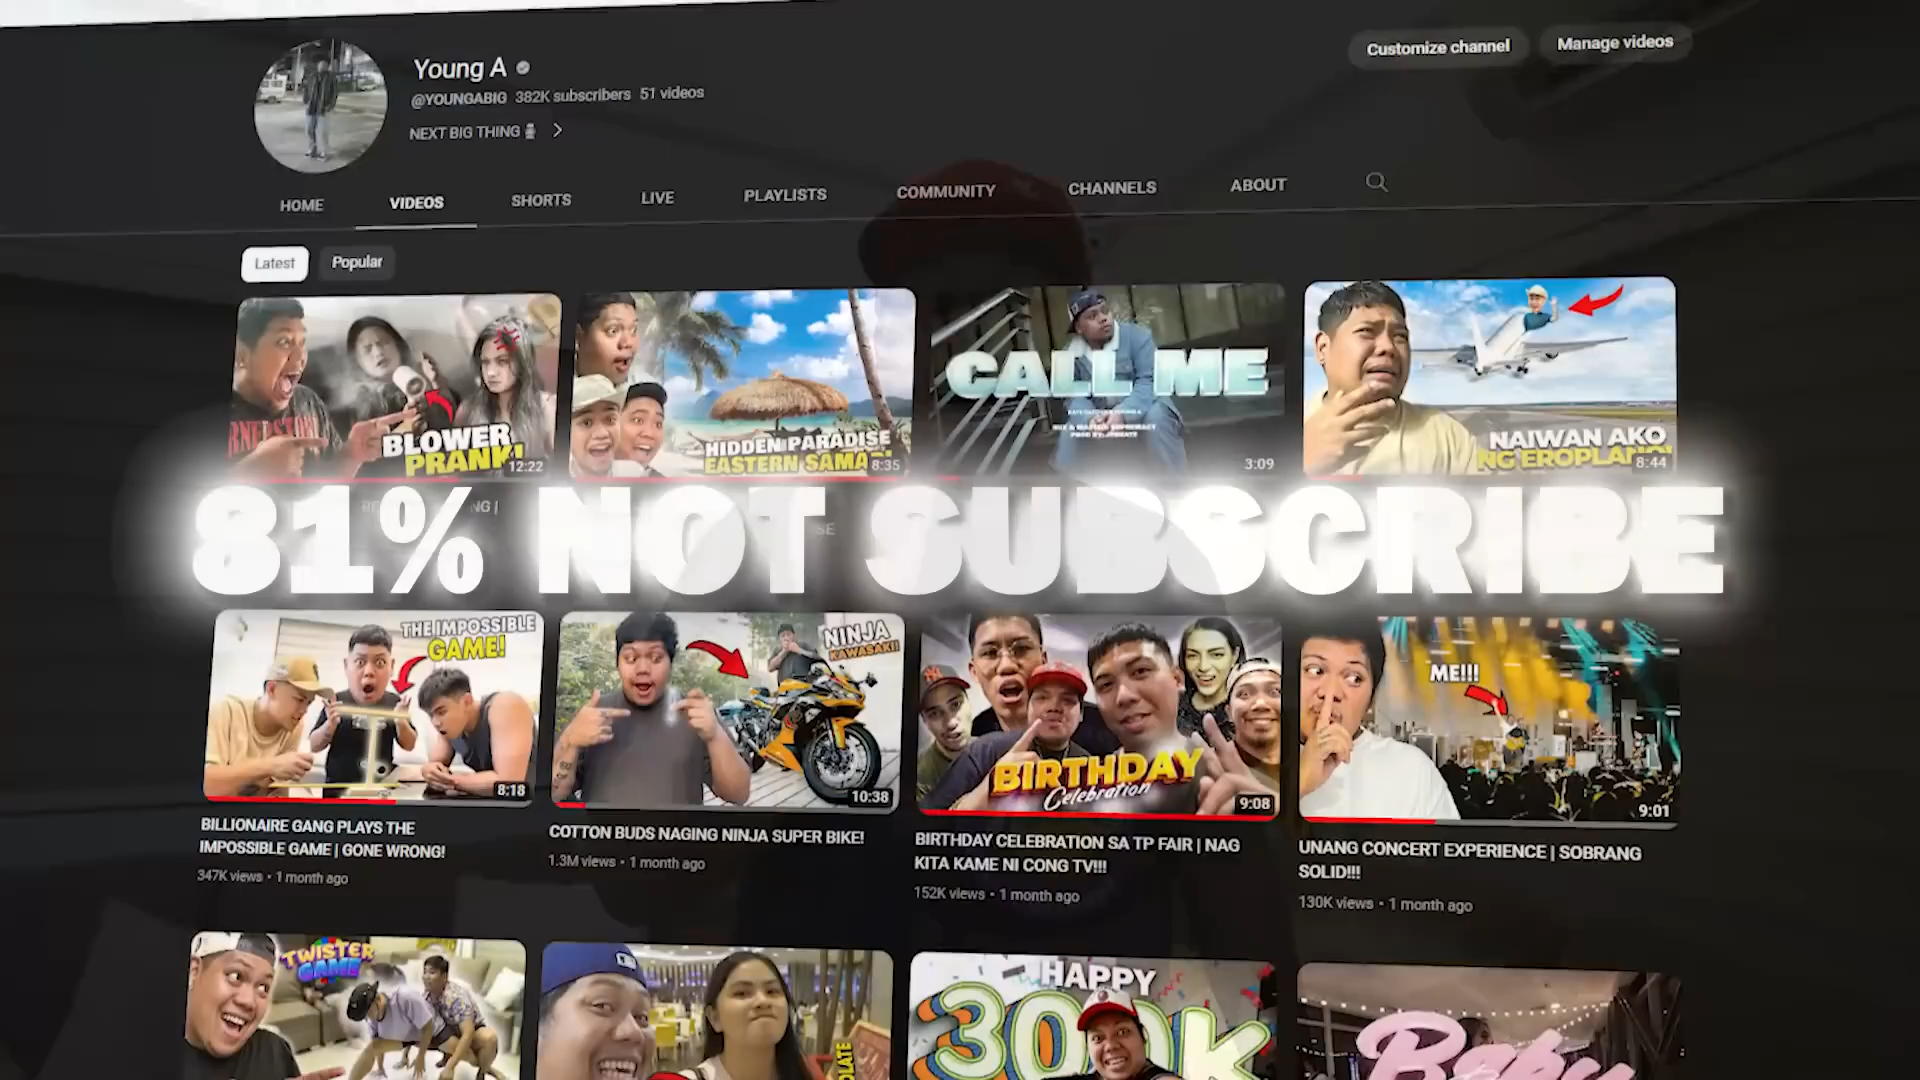 Young A
@YOUNGABIG 382K subscribers 51 videos
NEXT BIG THING
Customize channel
Manage videos
HOME
VIDEOS
SHORTS
LIVE
PLAYLISTS
COMMUNITY
CHANNELS
ABOUT
Latest
Popular
BLOWER
PRANK!
12:22
HIDDEN PARADISE
EASTERN SAMAR
8:35
CALL ME
3:09
NAIWAN AKO
NG EROPLANO!
8:44
81% NOT SUBSCRIBE
THE IMPOSSIBLE
GAME!
8:18
NINJA
KAWASAKI!
10:38
BIRTHDAY
Celebration
9:08
ME!!!
9:01
BILLIONAIRE GANG PLAYS THE
IMPOSSIBLE GAME | GONE WRONG!
347K views • 1 month ago
COTTON BUDS NAGING NINJA SUPER BIKE!
1.3M views • 1 month ago
BIRTHDAY CELEBRATION SA TP FAIR | NAG
KITA KAME NI CONG TV!!!
152K views • 1 month ago
UNANG CONCERT EXPERIENCE | SOBRANG
SOLID!!!
130K views • 1 month ago
TWISTER
GAME
HAPPY
300K
Baby